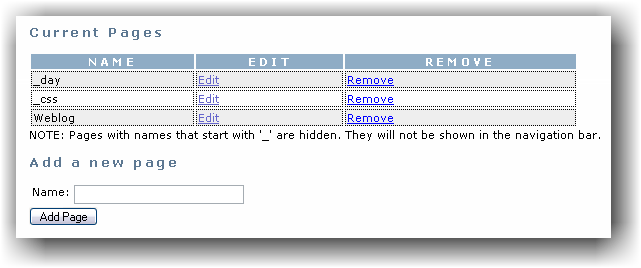 Current Pages
NAME EDIT REMOVE
_day Edit Remove
_css Edit Remove
Weblog Edit Remove
NOTE: Pages with names that start with '_' are hidden. They will not be shown in the navigation bar.
Add a new page
Name:
Add Page